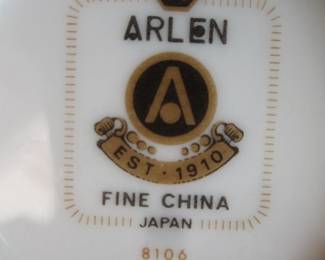 ARLEN
A
EST · 1910
FINE CHINA
JAPAN
8106